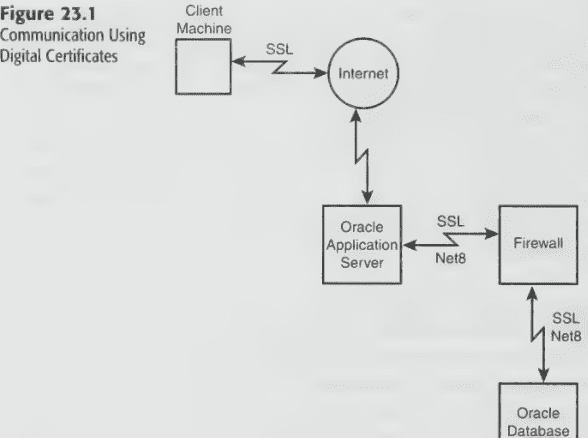 Figure 23.1
Communication Using
Digital Certificates
Client
Machine
SSL
Internet
Oracle
Application
Server
SSL
Net8
Firewall
SSL
Net8
Oracle
Database